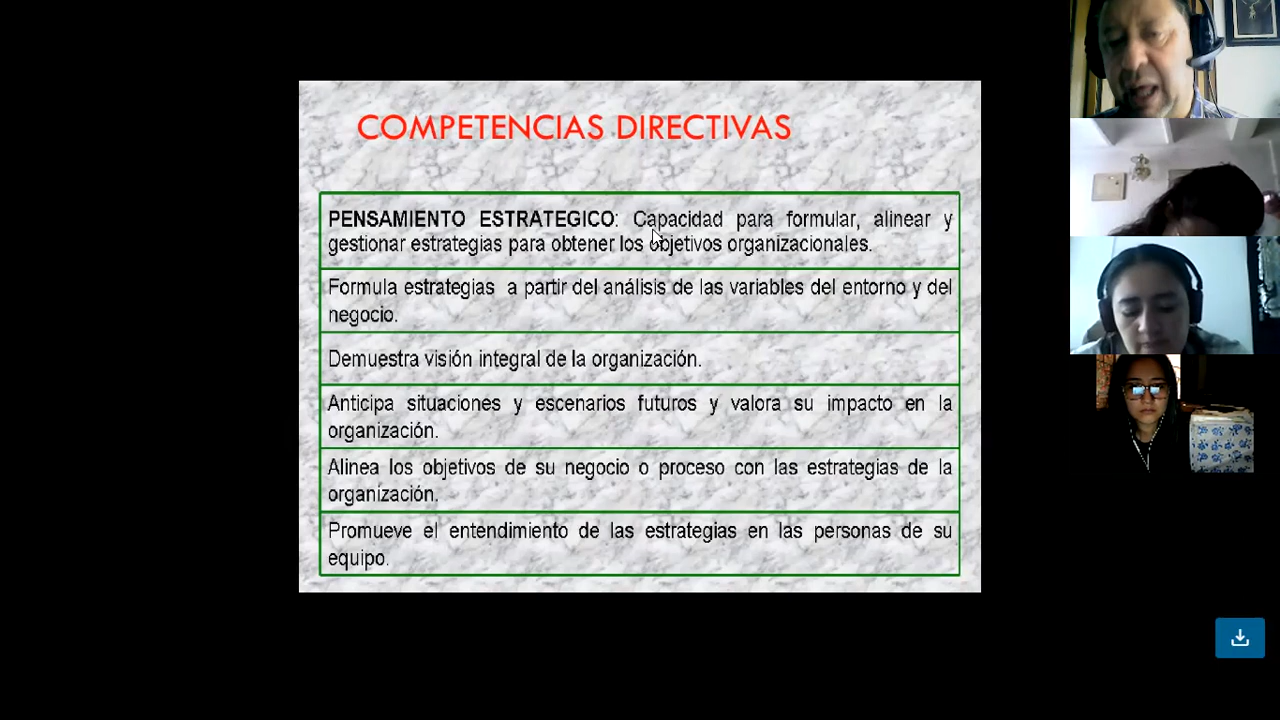 COMPETENCIAS DIRECTIVAS
PENSAMIENTO ESTRATEGICO: Capacidad para formular, alinear y
gestionar estrategias para obtener los objetivos organizacionales.
Formula estrategias a partir del análisis de las variables del entorno y del
negocio.
Demuestra visión integral de la organización.
Anticipa situaciones y escenarios futuros y valora su impacto en la
organización.
Alinea los objetivos de su negocio o proceso con las estrategias de la
organización.
Promueve el entendimiento de las estrategias en las personas de su
equipo.